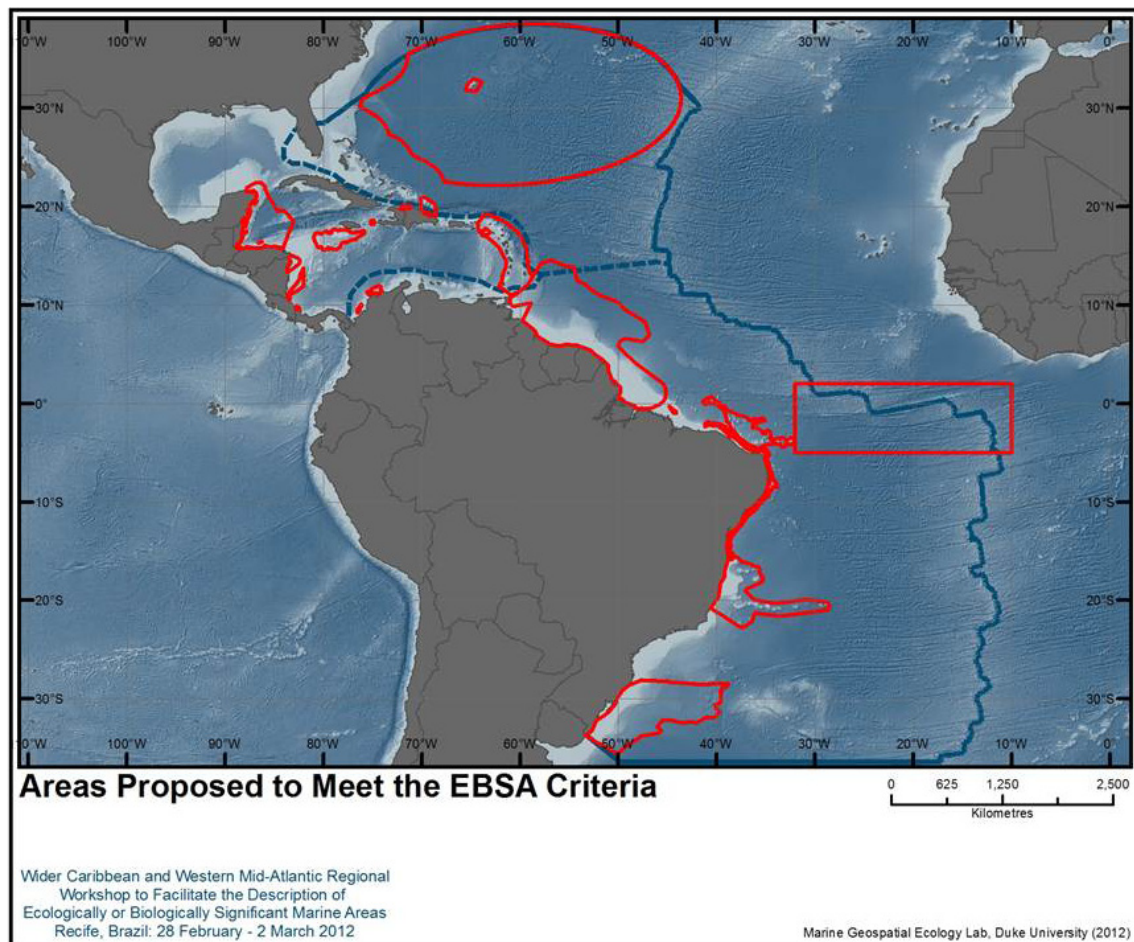 00°W 100°W 90°W 80°W 70°W 60°W 50°W 40°W 30°W 20°W 10°W 0°
30°N 30°N
20°N 20°N
10°N 10°N
0° 0°
10°S 10°S
20°S 20°S
30°S 30°S
00°W 100°W 90°W 80°W 70°W 60°W 50°W 40°W 30°W 20°W 10°W 0°
Areas Proposed to Meet the EBSA Criteria
0 625 1,250 2,500
Kilometres
Wider Caribbean and Western Mid-Atlantic Regional
Workshop to Facilitate the Description of
Ecologically or Biologically Significant Marine Areas
Recife, Brazil: 28 February - 2 March 2012
Marine Geospatial Ecology Lab, Duke University (2012)